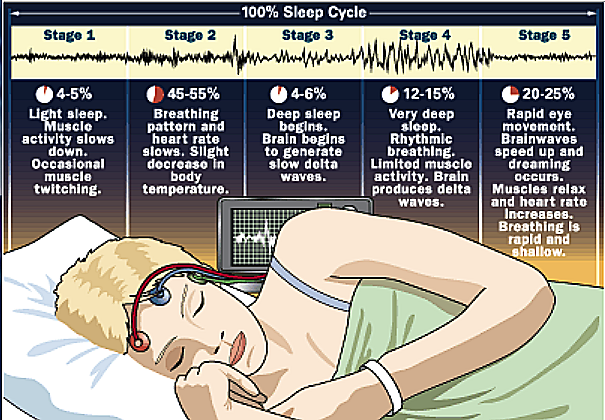 100% Sleep Cycle
Stage 1
Stage 2
Stage 3
Stage 4
Stage 5
4-5%
Light sleep.
Muscle
activity slows
down.
Occasional
muscle
twitching.
45-55%
Breathing
pattern and
heart rate
slows. Slight
decrease in
body
temperature.
4-6%
Deep sleep
begins.
Brain begins
to generate
slow delta
waves.
12-15%
Very deep
sleep.
Rhythmic
breathing.
Limited muscle
activity. Brain
produces delta
waves.
20-25%
Rapid eye
movement.
Brainwaves
speed up and
dreaming
occurs.
Muscles relax
and heart rate
increases.
Breathing is
rapid and
shallow.